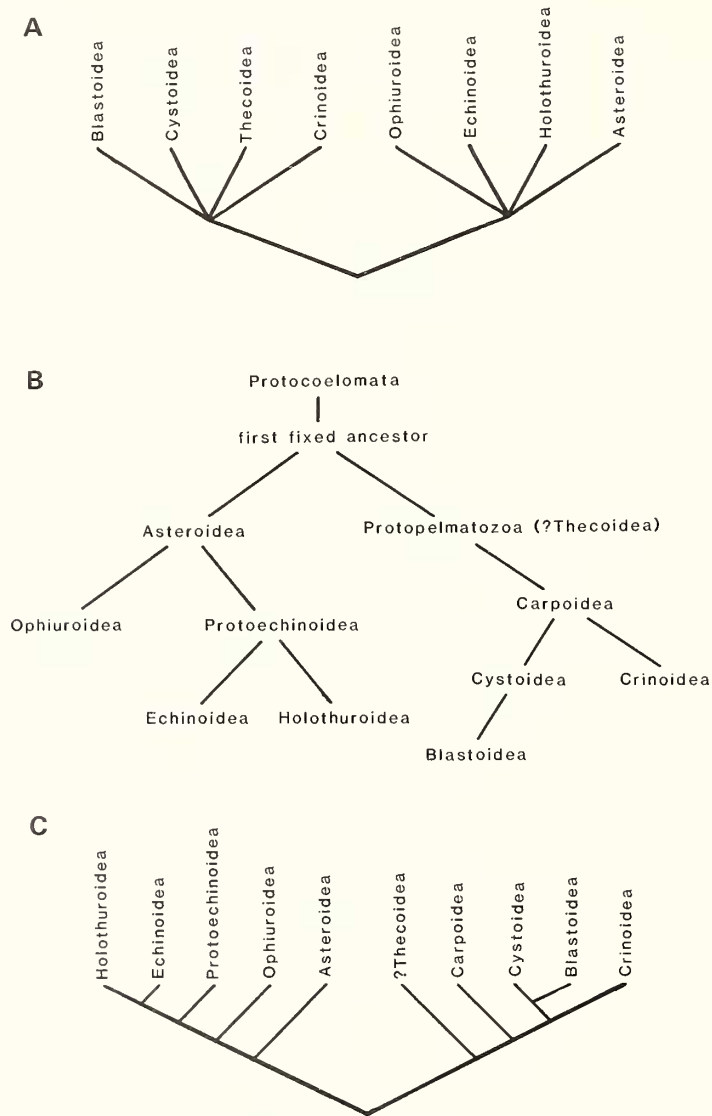 A
Blastoidea
Cystoidea
Thecoidea
Crinoidea
Ophiuroidea
Echinoidea
Holothuroidea
Asteroidea
B
Protocoelomata
first fixed ancestor
Asteroidea
Protopelmatozoa (?Thecoidea)
Carpoidea
Ophiuroidea
Protoechinoidea
Cystoidea
Crinoidea
Echinoidea
Holothuroidea
Blastoidea
C
Holothuroidea
Echinoidea
Protoechinoidea
Ophiuroidea
Asteroidea
?Thecoidea
Carpoidea
Cystoidea
Blastoidea
Crinoidea